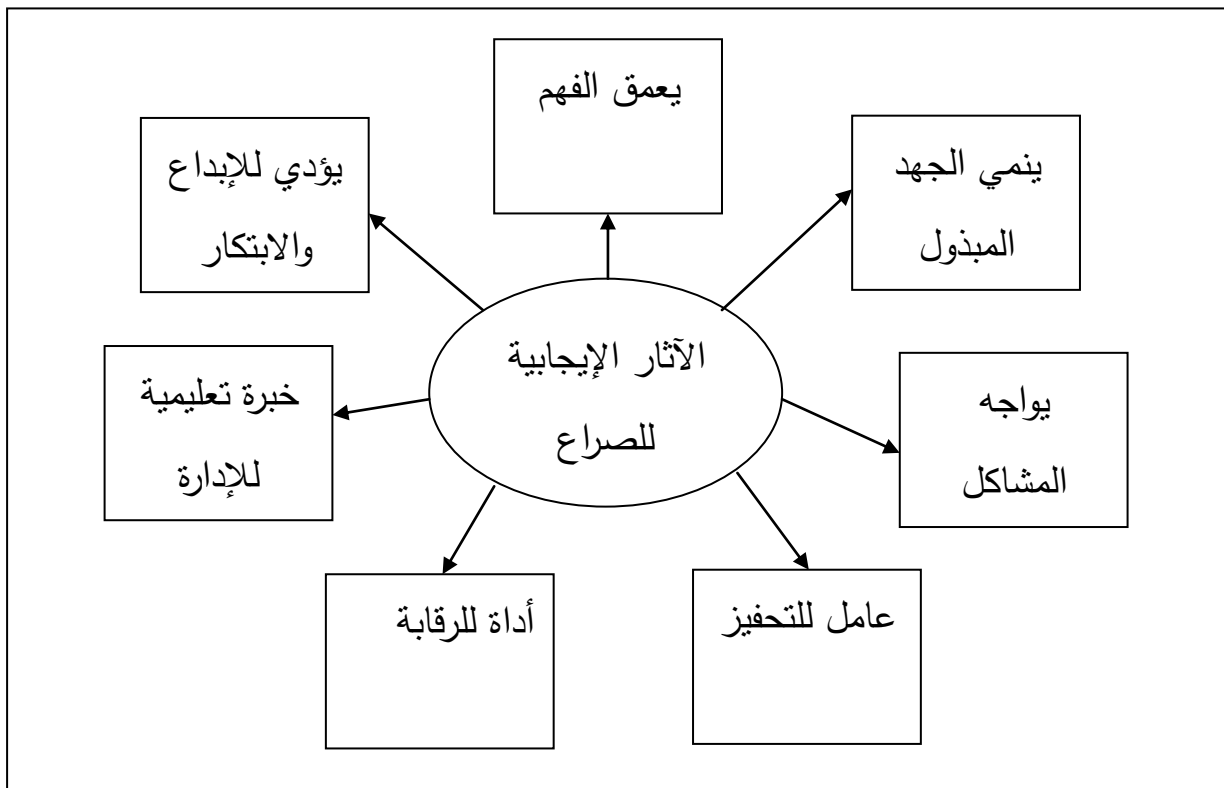 يعمق الفهم
ينمي الجهد
المبذول
يؤدي للإبداع
والابتكار
الآثار الإيجابية
للصراع
يواجه
المشاكل
خبرة تعليمية
للإدارة
عامل للتحفيز
أداة للرقابة